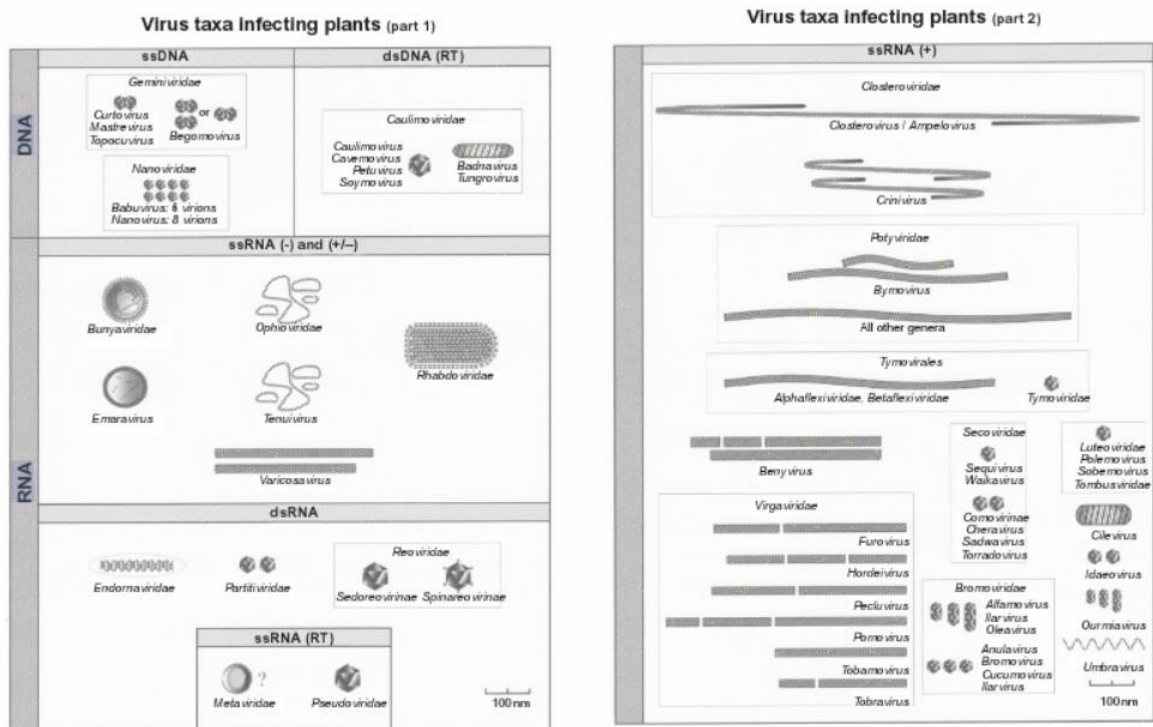 Virus taxa infecting plants (part 1)
ssDNA
dsDNA (RT)
DNA
Geminiviridae
Curtovirus
Mastrevirus
Topocuvirus
or
Begomovirus
Nanoviridae
Babuvirus: 6 virions
Nanovirus: 8 virions
Caulimoviridae
Caulimovirus
Cavemovirus
Petuvirus
Soymovirus
Badnavirus
Tungrovirus
RNA
ssRNA (-) and (+/–)
Bunyaviridae
Ophioviridae
Rhabdoviridae
Emaravirus
Tenuivirus
Varicosavirus
dsRNA
Endornaviridae
Partitiviridae
Reoviridae
Sedoreovirinae
Spinareovirinae
ssRNA (RT)
?
Metaviridae
Pseudoviridae
100nm
Virus taxa infecting plants (part 2)
ssRNA (+)
Closteroviridae
Closterovirus / Ampelovirus
Crinivirus
Potyviridae
Bymovirus
All other genera
Tymovirales
Alphaflexiviridae, Betaflexiviridae
Tymoviridae
Benyvirus
Virgaviridae
Furovirus
Hordeivirus
Pecluvirus
Pomovirus
Tobamovirus
Tobravirus
Secoviridae
Sequivirus
Waikavirus
Comovirinae
Cheravirus
Sadwavirus
Torradovirus
Bromoviridae
Alfamovirus
Ilarvirus
Oleavirus
Anulavirus
Bromovirus
Cucumovirus
Ilarvirus
Luteoviridae
Polemovirus
Sobemovirus
Tombusviridae
Cilevirus
Idaeovirus
Ourmiavirus
Umbravirus
100nm